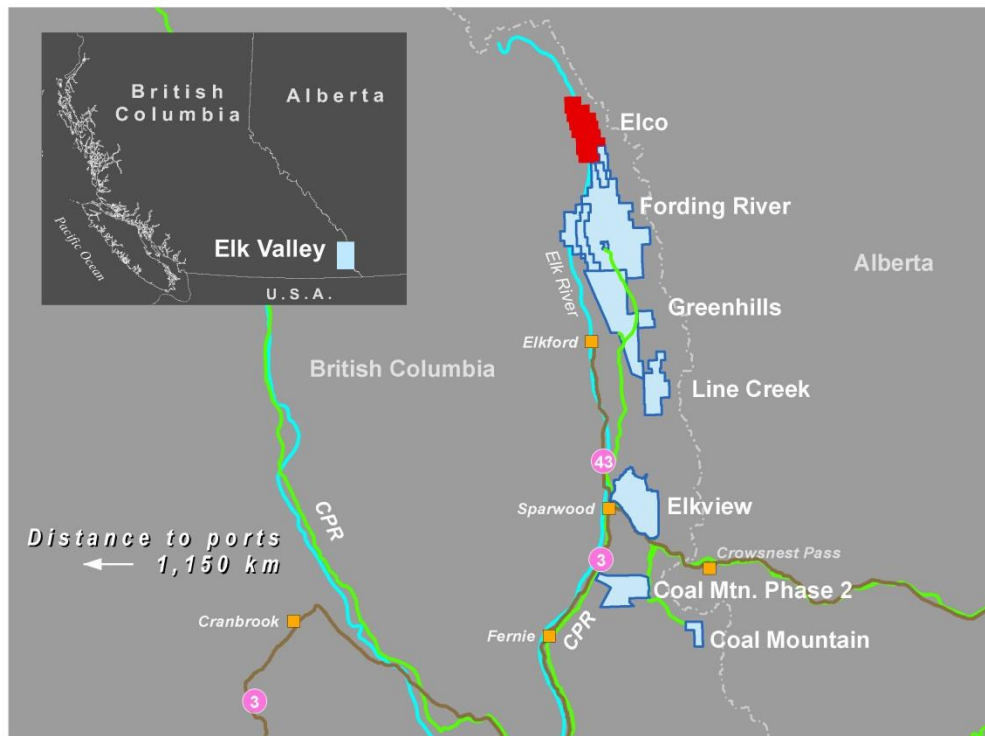 British
Columbia
Alberta
Pacific Ocean
Elk Valley
U.S.A.
Elco
Fording River
Alberta
Elk River
Greenhills
Elkford
British Columbia
Line Creek
43
CPR
Sparwood
Elkview
Distance to ports
1,150 km
3
Crowsnest Pass
Coal Mtn. Phase 2
Cranbrook
Fernie
CPR
Coal Mountain
3